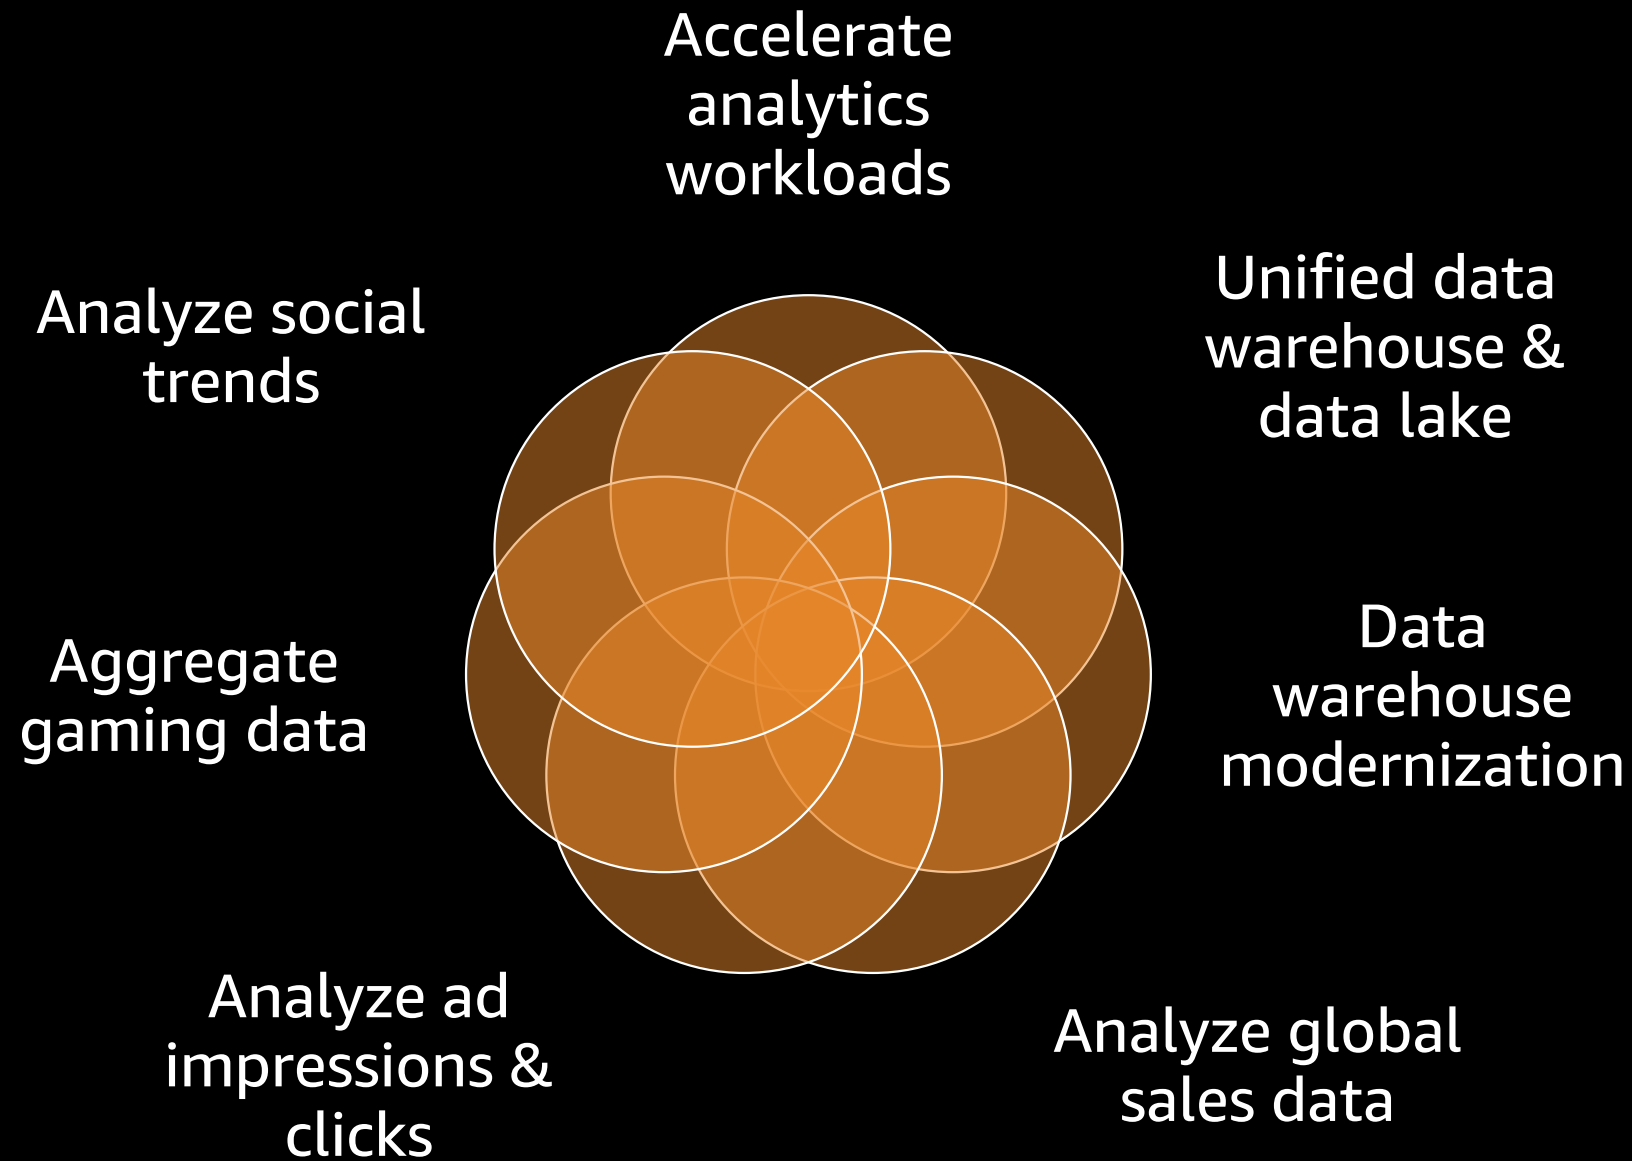 Accelerate
analytics
workloads
Unified data
warehouse &
data lake
Data
warehouse
modernization
Analyze global
sales data
Analyze ad
impressions &
clicks
Aggregate
gaming data
Analyze social
trends